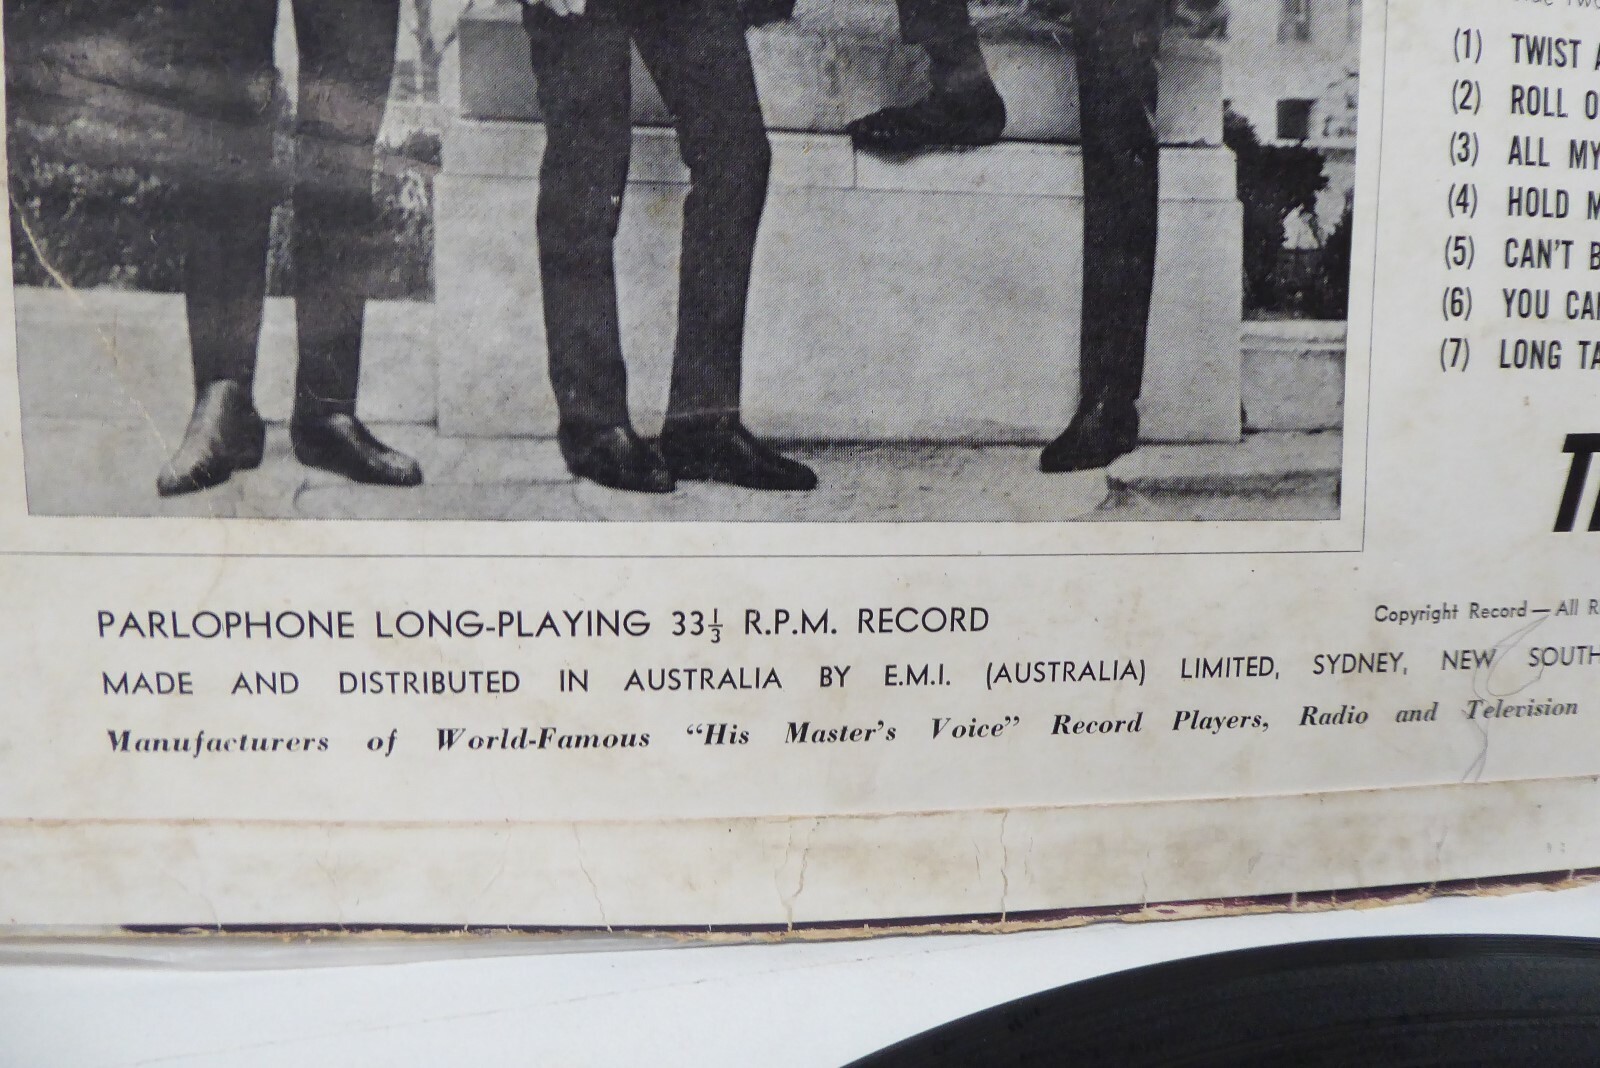 (1) TWIST A
(2) ROLL O
(3) ALL MY
(4) HOLD M
(5) CAN'T B
(6) YOU CA
(7) LONG TA
T
Copyright Record — All R
PARLOPHONE LONG-PLAYING 33⅓ R.P.M. RECORD
MADE AND DISTRIBUTED IN AUSTRALIA BY E.M.I. (AUSTRALIA) LIMITED, SYDNEY, NEW SOUTH
Manufacturers of World-Famous “His Master's Voice” Record Players, Radio and Television